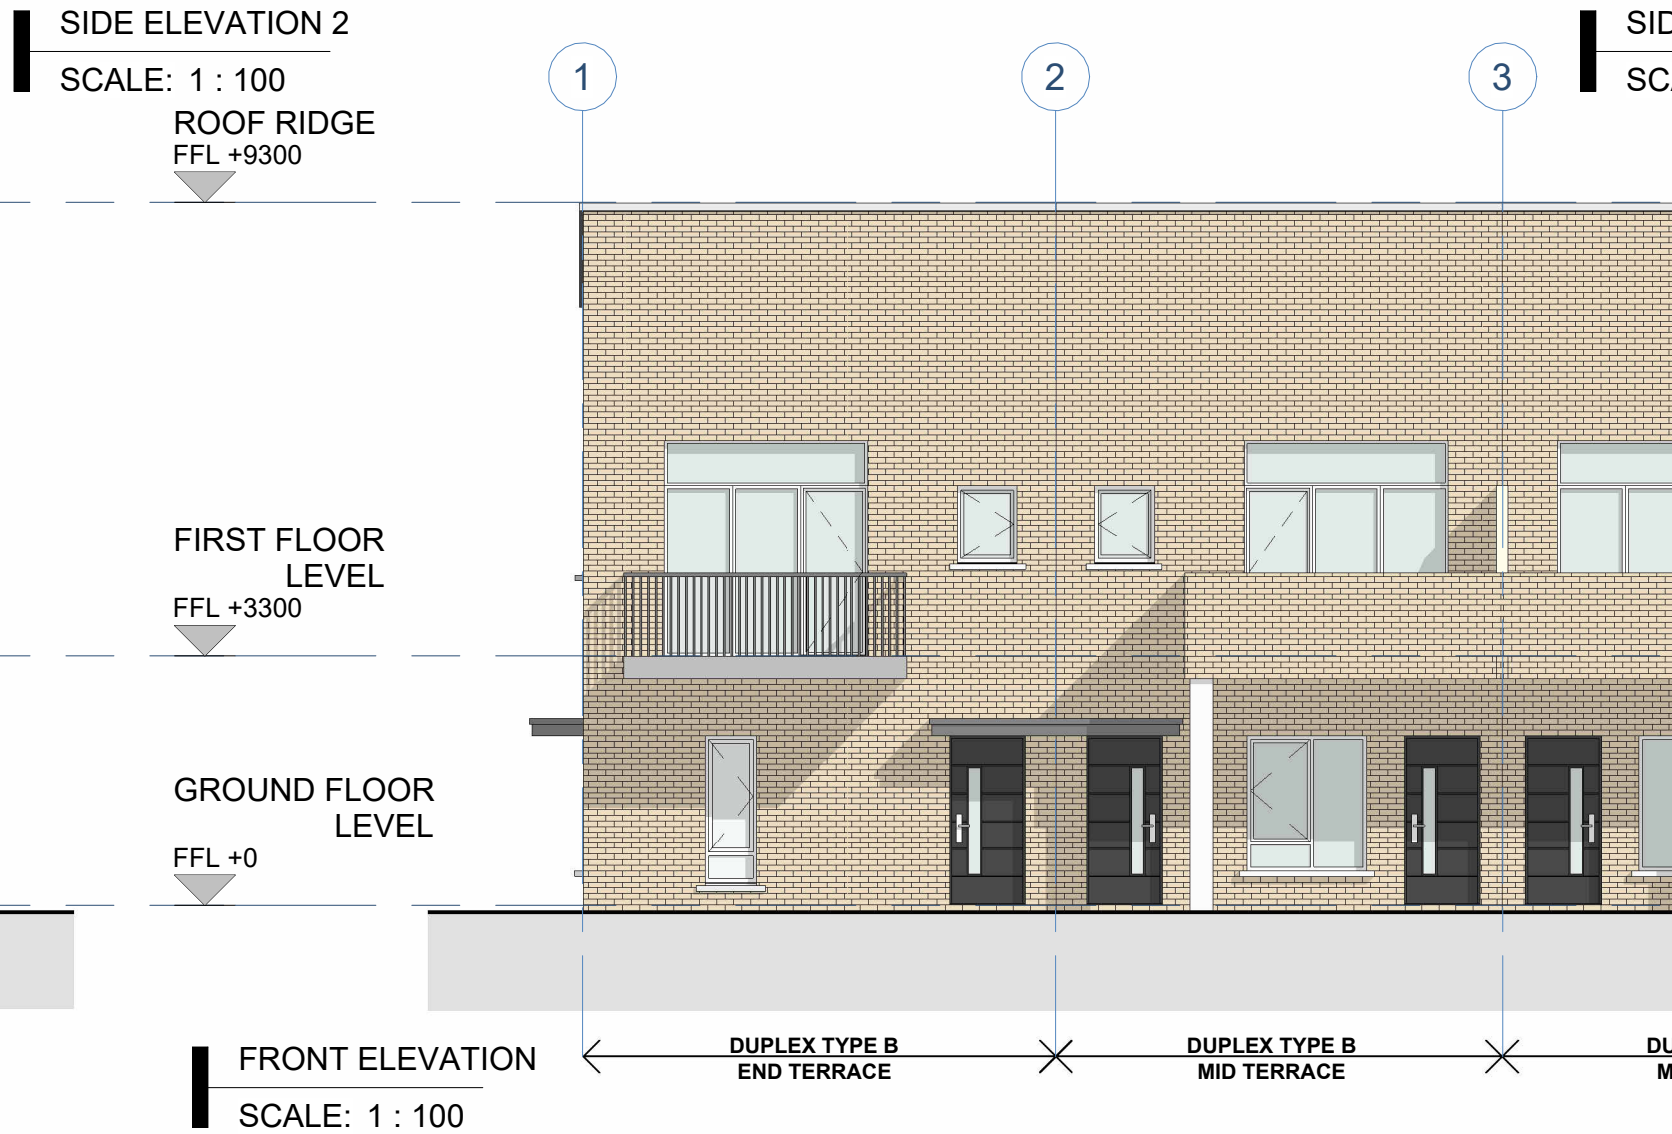 SIDE ELEVATION 2
SCALE: 1 : 100
1
2
3
ROOF RIDGE
FFL +9300
FIRST FLOOR
LEVEL
FFL +3300
GROUND FLOOR
LEVEL
FFL +0
DUPLEX TYPE B
END TERRACE
DUPLEX TYPE B
MID TERRACE
FRONT ELEVATION
SCALE: 1 : 100